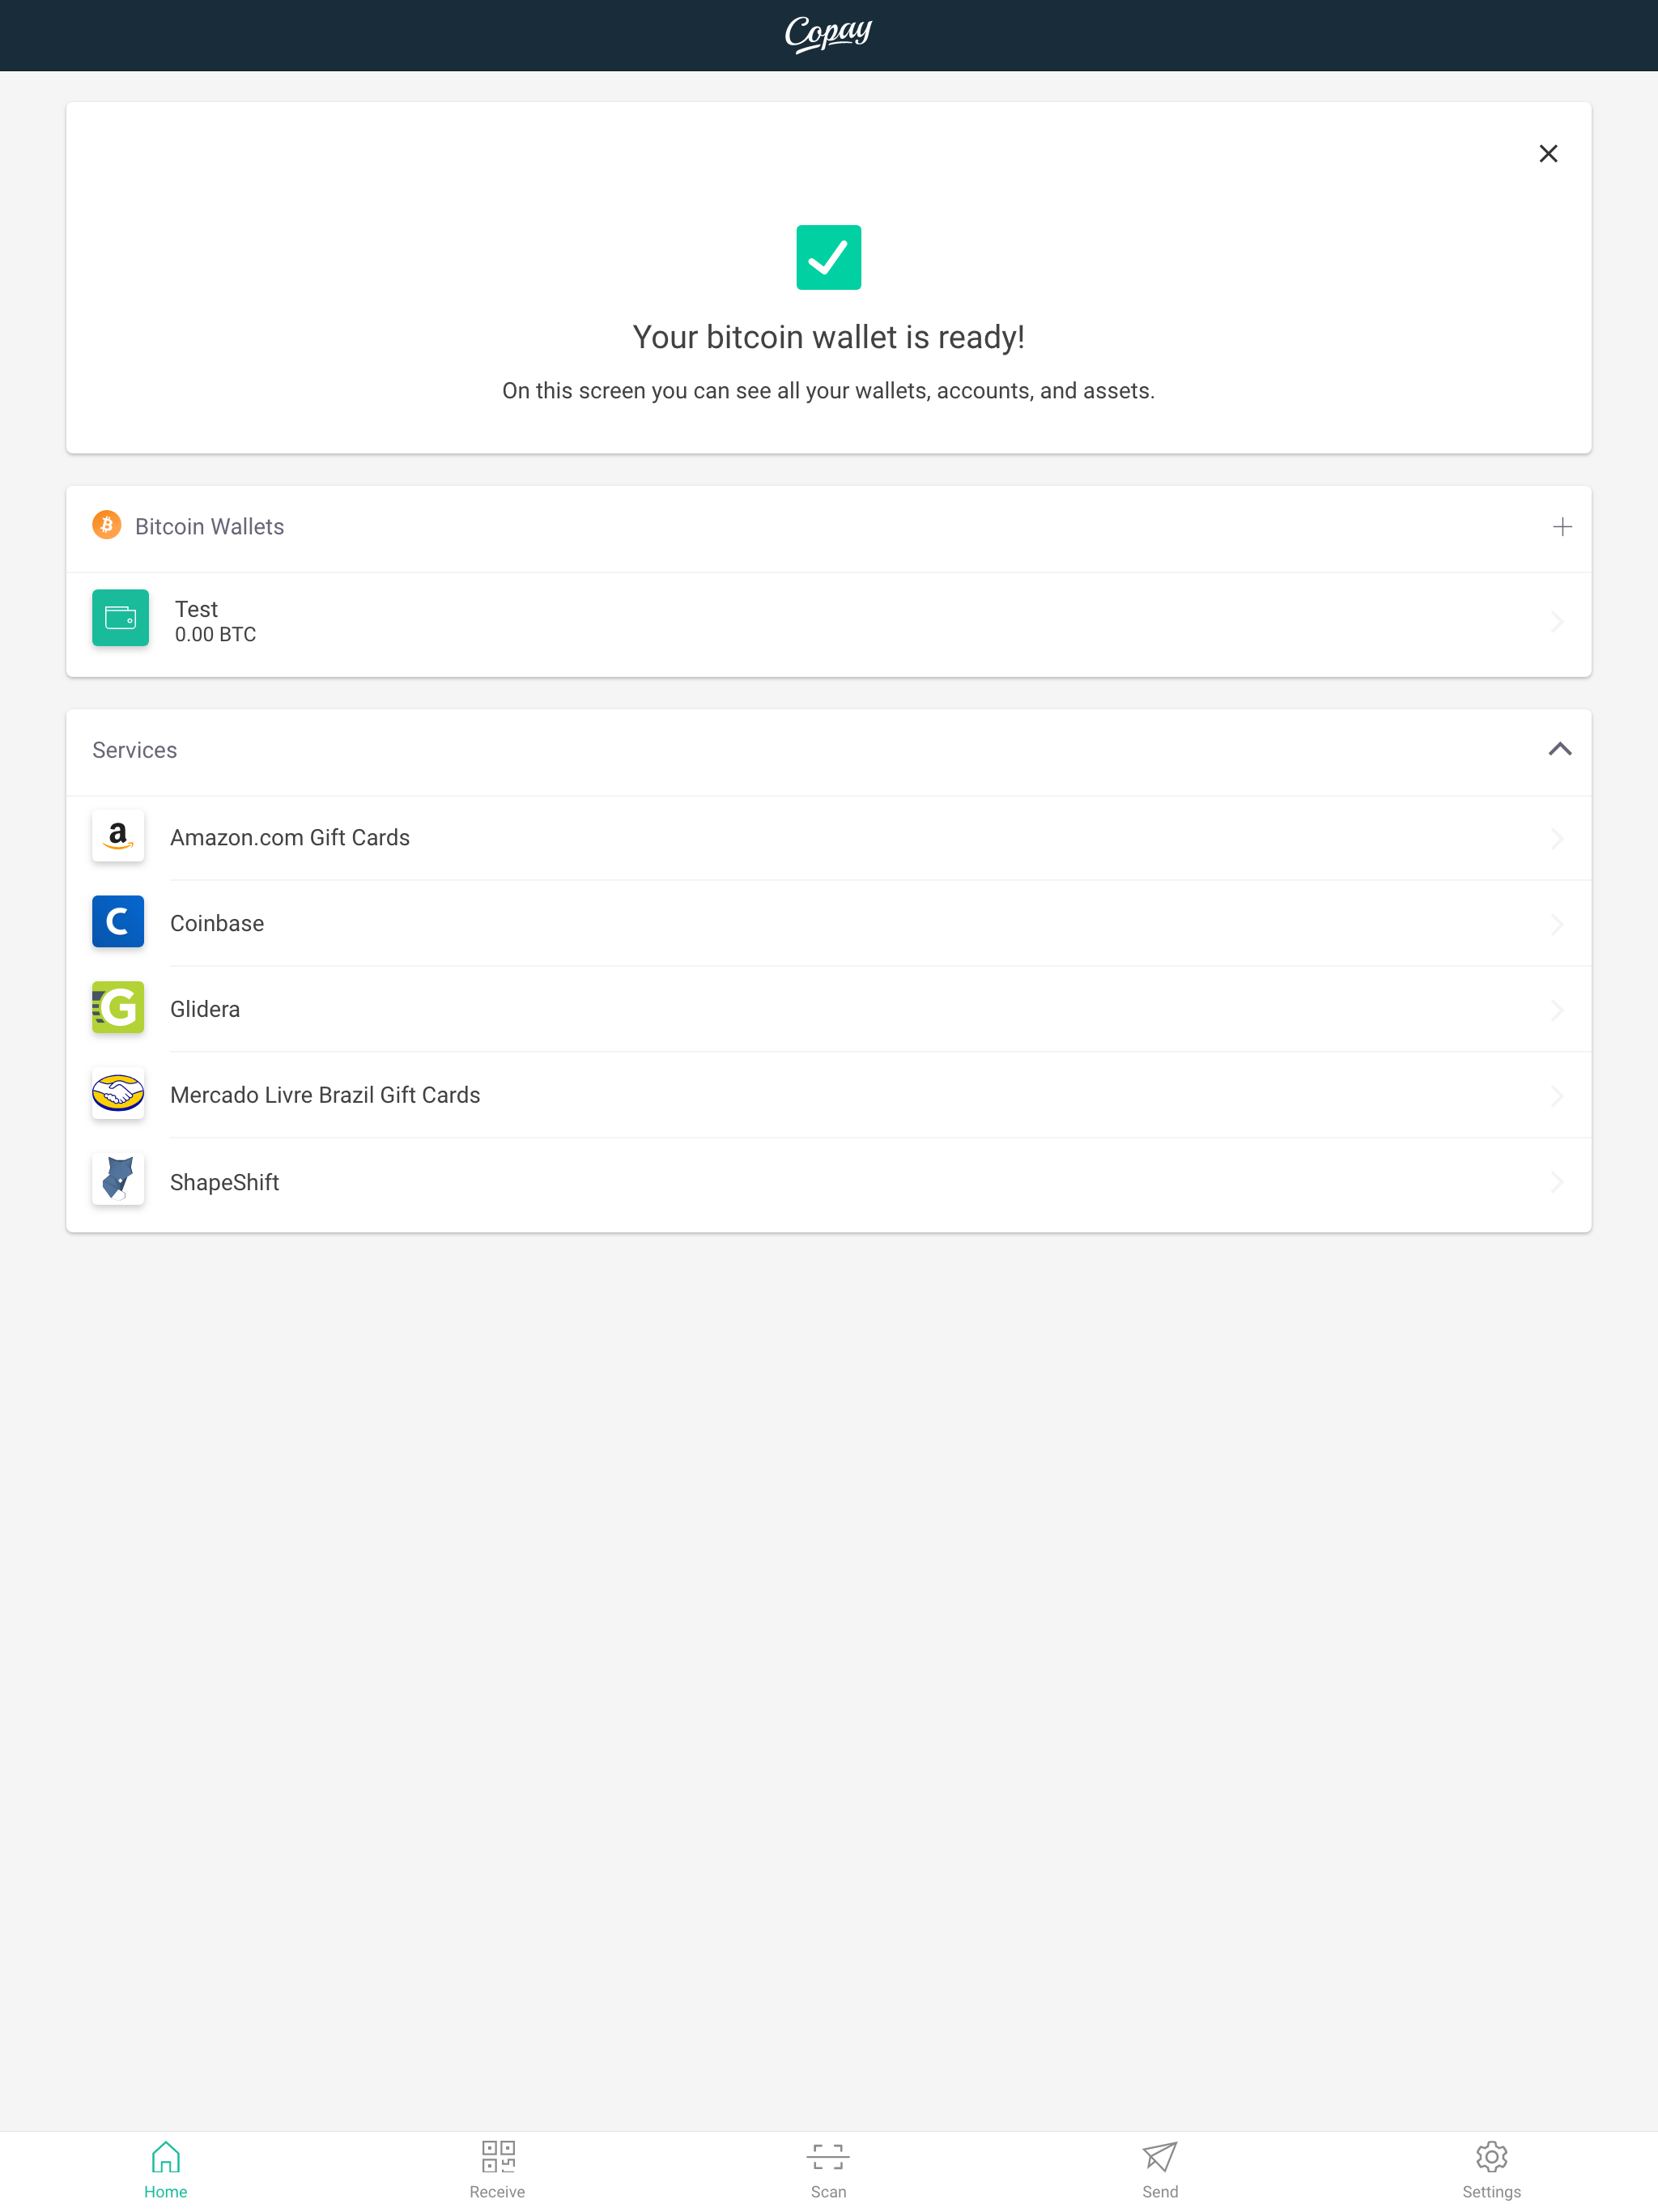 Copay
Your bitcoin wallet is ready!
On this screen you can see all your wallets, accounts, and assets.
Bitcoin Wallets
Test
0.00 BTC
Services
a
Amazon.com Gift Cards
C
Coinbase
G
Glidera
Mercado Livre Brazil Gift Cards
ShapeShift
Home
Receive
Scan
Send
Settings